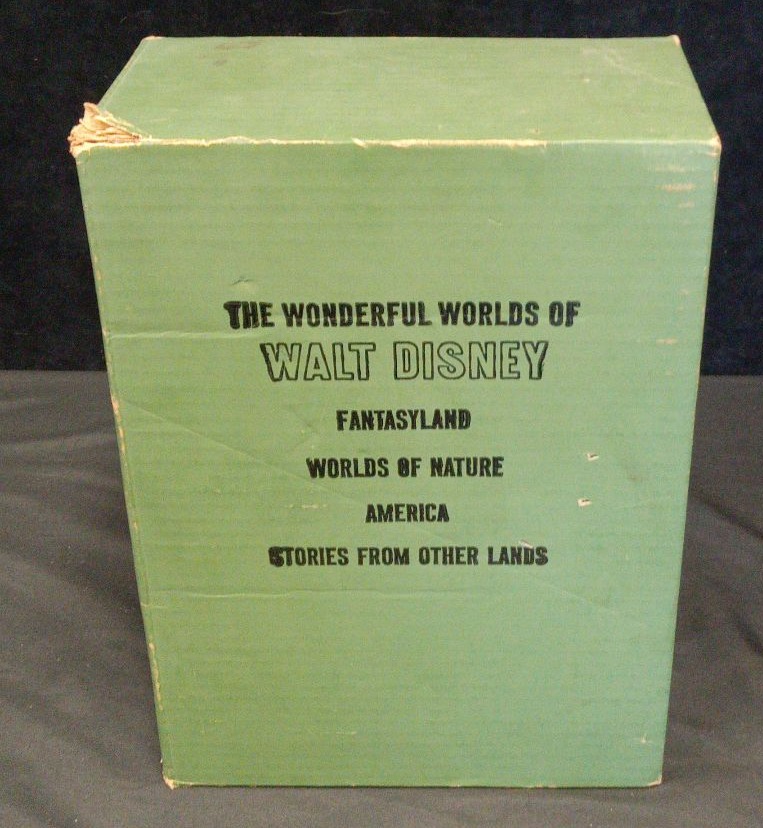 THE WONDERFUL WORLDS OF
WALT DISNEY
FANTASYLAND
WORLDS OF NATURE
AMERICA
STORIES FROM OTHER LANDS